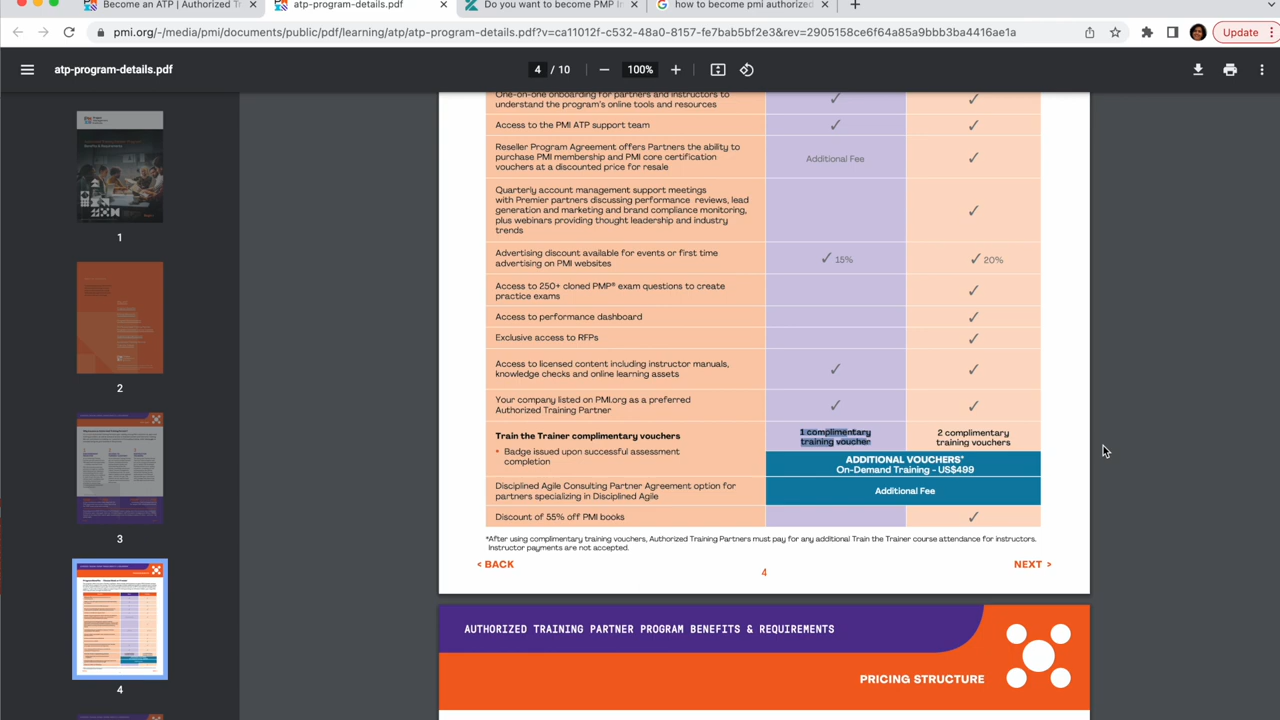 Become an ATP | Authorized Tr
atp-program-details.pdf
Do you want to become PMP In
how to become pmi authorized
pmi.org/-/media/pmi/documents/public/pdf/learning/atp/atp-program-details.pdf?v=ca11012f-c532-48a0-8157-fe7bab5bf2e3&rev=2905158ce6f64a85a9bbb3ba4416ae1a
Update
atp-program-details.pdf
4 / 10
100%
1
2
3
4
One-on-one onboarding for partners and instructors to
understand the program's online tools and resources
✓ ✓
Access to the PMI ATP support team
✓ ✓
Reseller Program Agreement offers Partners the ability to
purchase PMI membership and PMI core certification
vouchers at a discounted price for resale
Additional Fee ✓
Quarterly account management support meetings
with Premier partners discussing performance reviews, lead
generation and marketing and brand compliance monitoring,
plus webinars providing thought leadership and industry
trends
✓
Advertising discount available for events or first time
advertising on PMI websites
✓ 15% ✓ 20%
Access to 250+ cloned PMP® exam questions to create
practice exams
✓
Access to performance dashboard
✓
Exclusive access to RFPs
✓
Access to licensed content including instructor manuals,
knowledge checks and online learning assets
✓ ✓
Your company listed on PMI.org as a preferred
Authorized Training Partner
✓ ✓
Train the Trainer complimentary vouchers
• Badge issued upon successful assessment
completion
1 complimentary
training voucher
2 complimentary
training vouchers
ADDITIONAL VOUCHERS*
On-Demand Training - US$499
Disciplined Agile Consulting Partner Agreement option for
partners specializing in Disciplined Agile
Additional Fee
Discount of 55% off PMI books
✓
*After using complimentary training vouchers, Authorized Training Partners must pay for any additional Train the Trainer course attendance for instructors.
Instructor payments are not accepted.
< BACK
4
NEXT >
AUTHORIZED TRAINING PARTNER PROGRAM BENEFITS & REQUIREMENTS
PRICING STRUCTURE